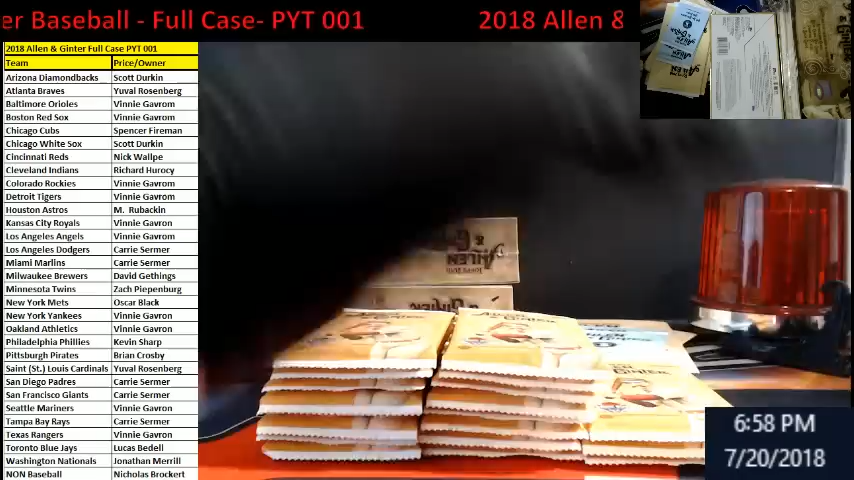 er Baseball - Full Case- PYT 001
2018 Allen &
2018 Allen & Ginter Full Case PYT 001
Team Price/Owner
Arizona Diamondbacks Scott Durkin
Atlanta Braves Yuval Rosenberg
Baltimore Orioles Vinnie Gavrom
Boston Red Sox Vinnie Gavrom
Chicago Cubs Spencer Fireman
Chicago White Sox Scott Durkin
Cincinnati Reds Nick Wallpe
Cleveland Indians Richard Hurocy
Colorado Rockies Vinnie Gavrom
Detroit Tigers Vinnie Gavrom
Houston Astros M. Rubackin
Kansas City Royals Vinnie Gavron
Los Angeles Angels Vinnie Gavrom
Los Angeles Dodgers Carrie Sermer
Miami Marlins Carrie Sermer
Milwaukee Brewers David Gethings
Minnesota Twins Zach Piepenburg
New York Mets Oscar Black
New York Yankees Vinnie Gavron
Oakland Athletics Vinnie Gavron
Philadelphia Phillies Kevin Sharp
Pittsburgh Pirates Brian Crosby
Saint (St.) Louis Cardinals Yuval Rosenberg
San Diego Padres Carrie Sermer
San Francisco Giants Carrie Sermer
Seattle Mariners Vinnie Gavron
Tampa Bay Rays Carrie Sermer
Texas Rangers Vinnie Gavron
Toronto Blue Jays Lucas Bedell
Washington Nationals Jonathan Merrill
NON Baseball Nicholas Brockert
6:58 PM
7/20/2018